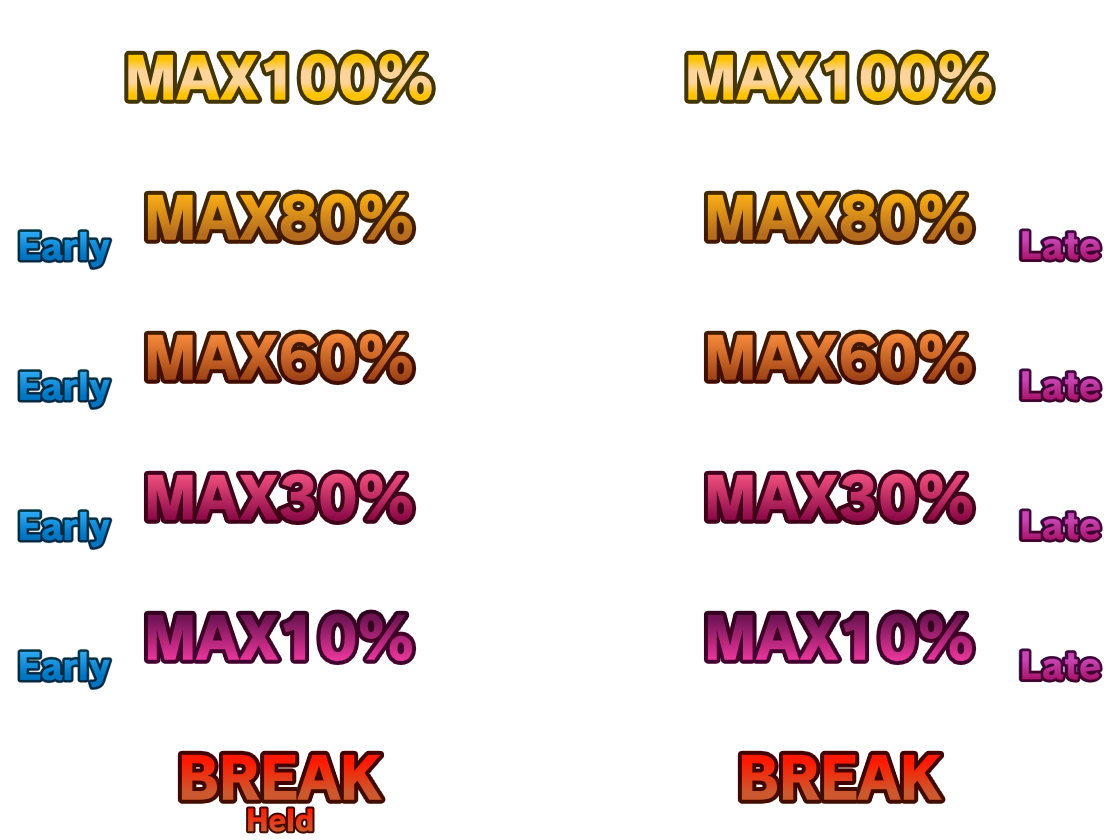 MAX100% MAX100%
MAX80% MAX80%
Early Late
MAX60% MAX60%
Early Late
MAX30% MAX30%
Early Late
MAX10% MAX10%
Early Late
BREAK BREAK
Held